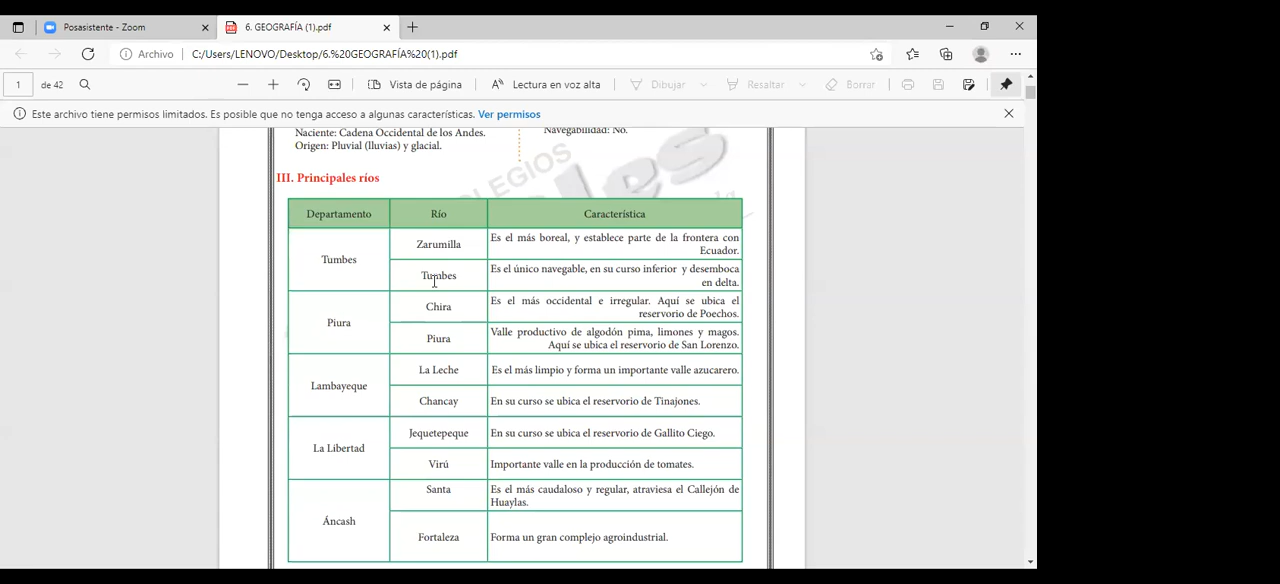 Posasistente - Zoom
6. GEOGRAFÍA (1).pdf
Archivo
C:/Users/LENOVO/Desktop/6.%20GEOGRAFÍA%20(1).pdf
1 de 42
Vista de página
Lectura en voz alta
Dibujar
Resaltar
Borrar
Este archivo tiene permisos limitados. Es posible que no tenga acceso a algunas características. Ver permisos
Naciente: Cadena Occidental de los Andes.
Navegabilidad: No.
Origen: Pluvial (lluvias) y glacial.
COLEGIOS
III. Principales ríos
Departamento Río Característica
Tumbes
Zarumilla
Es el más boreal, y establece parte de la frontera con
Ecuador.
Tumbes
Es el único navegable, en su curso inferior y desemboca
en delta.
Piura
Chira
Es el más occidental e irregular. Aquí se ubica el
reservorio de Poechos.
Piura
Valle productivo de algodón pima, limones y magos.
Aquí se ubica el reservorio de San Lorenzo.
Lambayeque
La Leche
Es el más limpio y forma un importante valle azucarero.
Chancay
En su curso se ubica el reservorio de Tinajones.
La Libertad
Jequetepeque
En su curso se ubica el reservorio de Gallito Ciego.
Virú
Importante valle en la producción de tomates.
Áncash
Santa
Es el más caudaloso y regular, atraviesa el Callejón de
Huaylas.
Fortaleza
Forma un gran complejo agroindustrial.